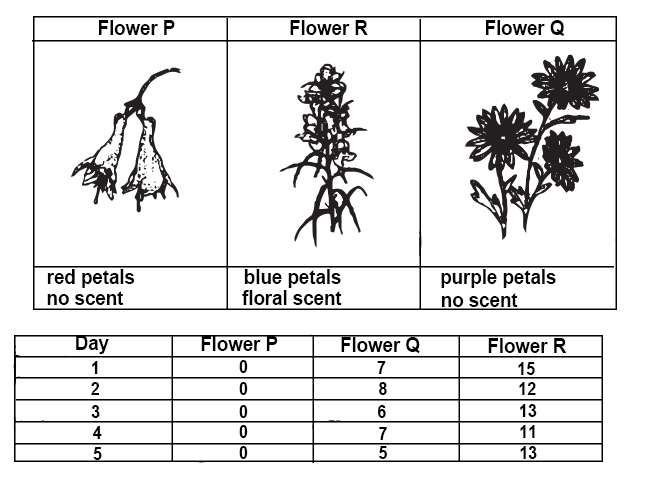 Flower P Flower R Flower Q
red petals blue petals purple petals
no scent floral scent no scent
Day Flower P Flower Q Flower R
1 0 7 15
2 0 8 12
3 0 6 13
4 0 7 11
5 0 5 13